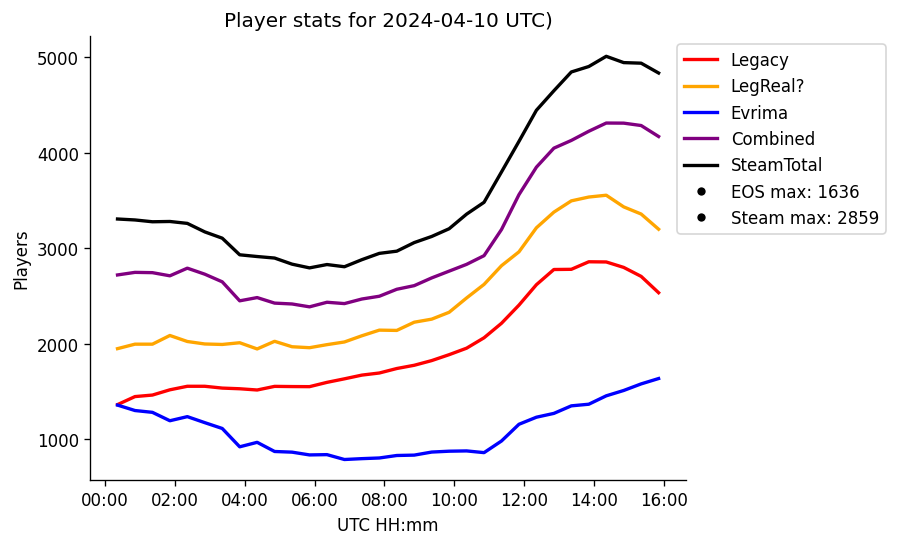 Player stats for 2024-04-10 UTC)
Players
5000
4000
3000
2000
1000
00:00 02:00 04:00 06:00 08:00 10:00 12:00 14:00 16:00
UTC HH:mm
Legacy
LegReal?
Evrima
Combined
SteamTotal
EOS max: 1636
Steam max: 2859